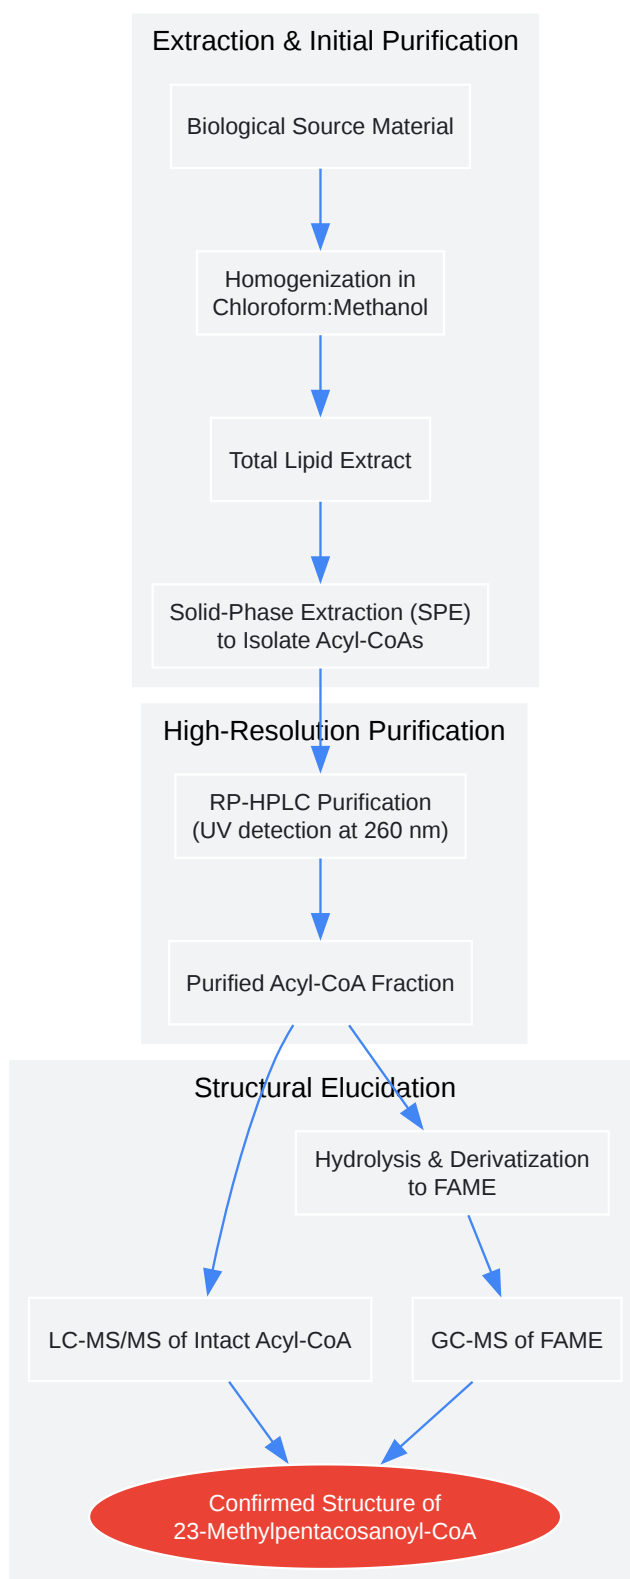 Extraction & Initial Purification
Biological Source Material
Homogenization in
Chloroform:Methanol
Total Lipid Extract
Solid-Phase Extraction (SPE)
to Isolate Acyl-CoAs
High-Resolution Purification
RP-HPLC Purification
(UV detection at 260 nm)
Purified Acyl-CoA Fraction
Structural Elucidation
Hydrolysis & Derivatization
to FAME
LC-MS/MS of Intact Acyl-CoA
GC-MS of FAME
Confirmed Structure of
23-Methylpentacosanoyl-CoA